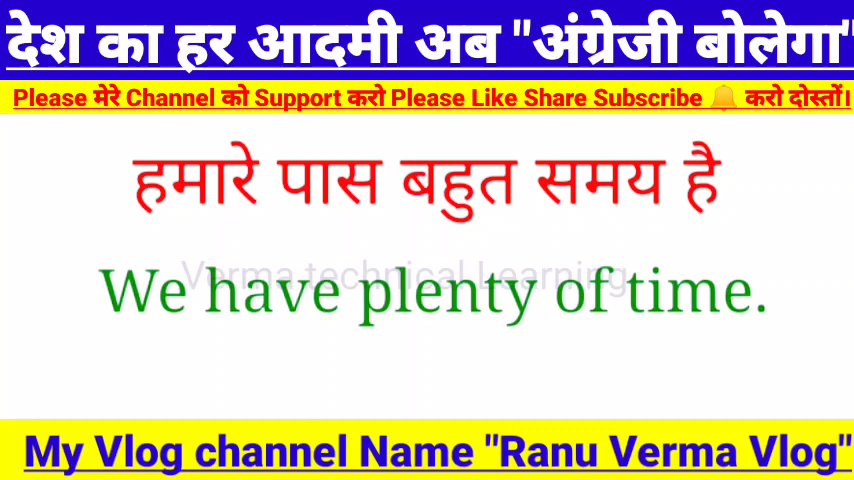 देश का हर आदमी अब "अंग्रेजी बोलेगा"
Please मेरे Channel को Support करो Please Like Share Subscribe 🔔 करो दोस्तों।
हमारे पास बहुत समय है
Verma technical Learning
We have plenty of time.
My Vlog channel Name "Ranu Verma Vlog"